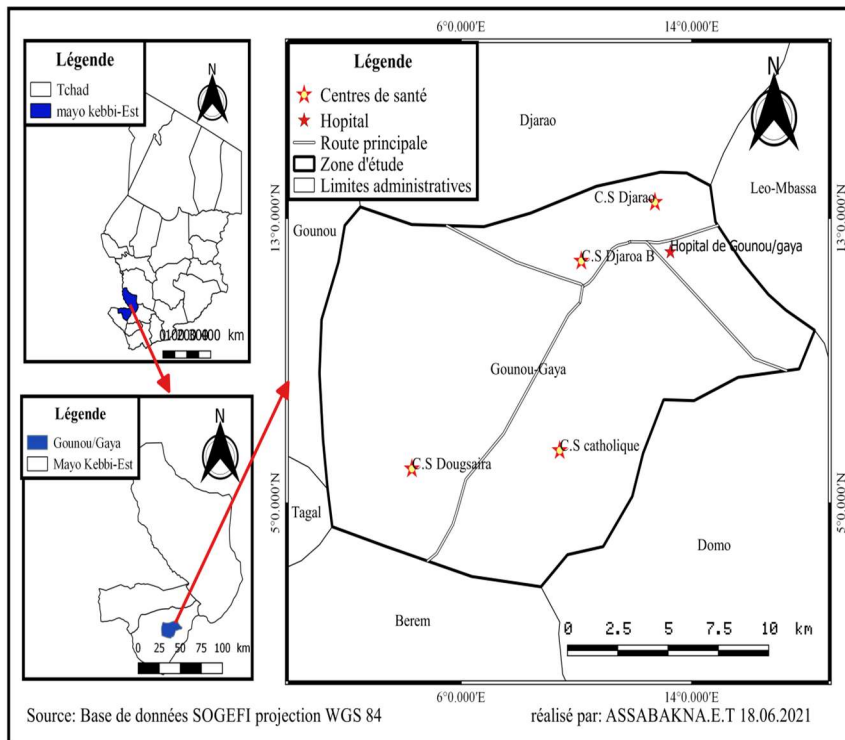 Légende
Tchad
mayo kebbi-Est
N
0100200300400 km
Légende
Gounou/Gaya
Mayo Kebbi-Est
N
0 25 50 75 100 km
6°0.000'E 14°0.000'E
Légende
Centres de santé
Hopital
Route principale
Zone d'étude
Limites administratives
N
Djarao
Leo-Mbassa
C.S Djarao
13°0.000'N
13°0.000'N
Gounou
Hopital de Gounou/gaya
C.S Djaroa B
Gounou-Gaya
C.S catholique
C.S Dougsaira
5°0.000'N
5°0.000'N
Tagal
Domo
Berem
0 2.5 5 7.5 10 km
6°0.000'E 14°0.000'E
Source: Base de données SOGEFI projection WGS 84
réalisé par: ASSABAKNA.E.T 18.06.2021